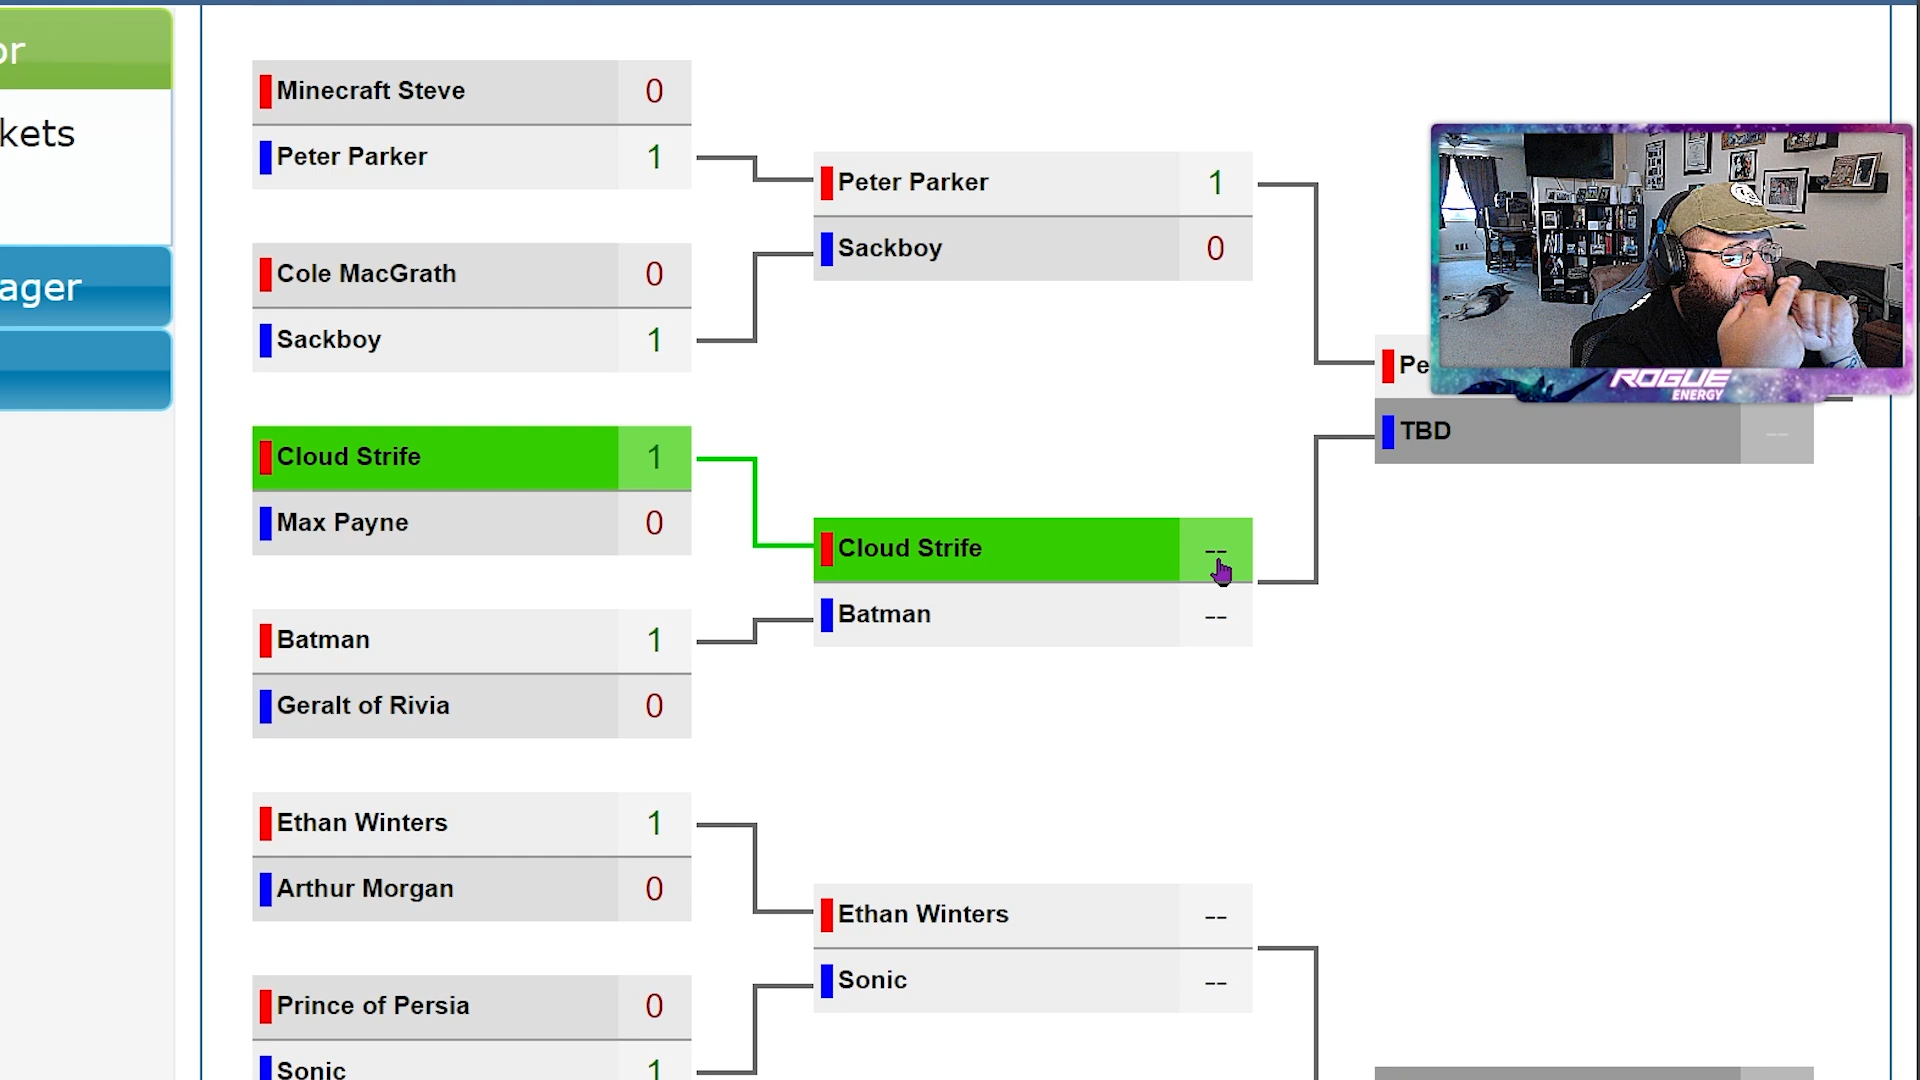 or
kets
ager
Minecraft Steve 0
Peter Parker 1
Cole MacGrath 0
Sackboy 1
Cloud Strife 1
Max Payne 0
Batman 1
Geralt of Rivia 0
Ethan Winters 1
Arthur Morgan 0
Prince of Persia 0
Sonic 1
Peter Parker 1
Sackboy 0
Cloud Strife --
Batman --
Ethan Winters --
Sonic --
Pe
TBD --
ROGUE
ENERGY